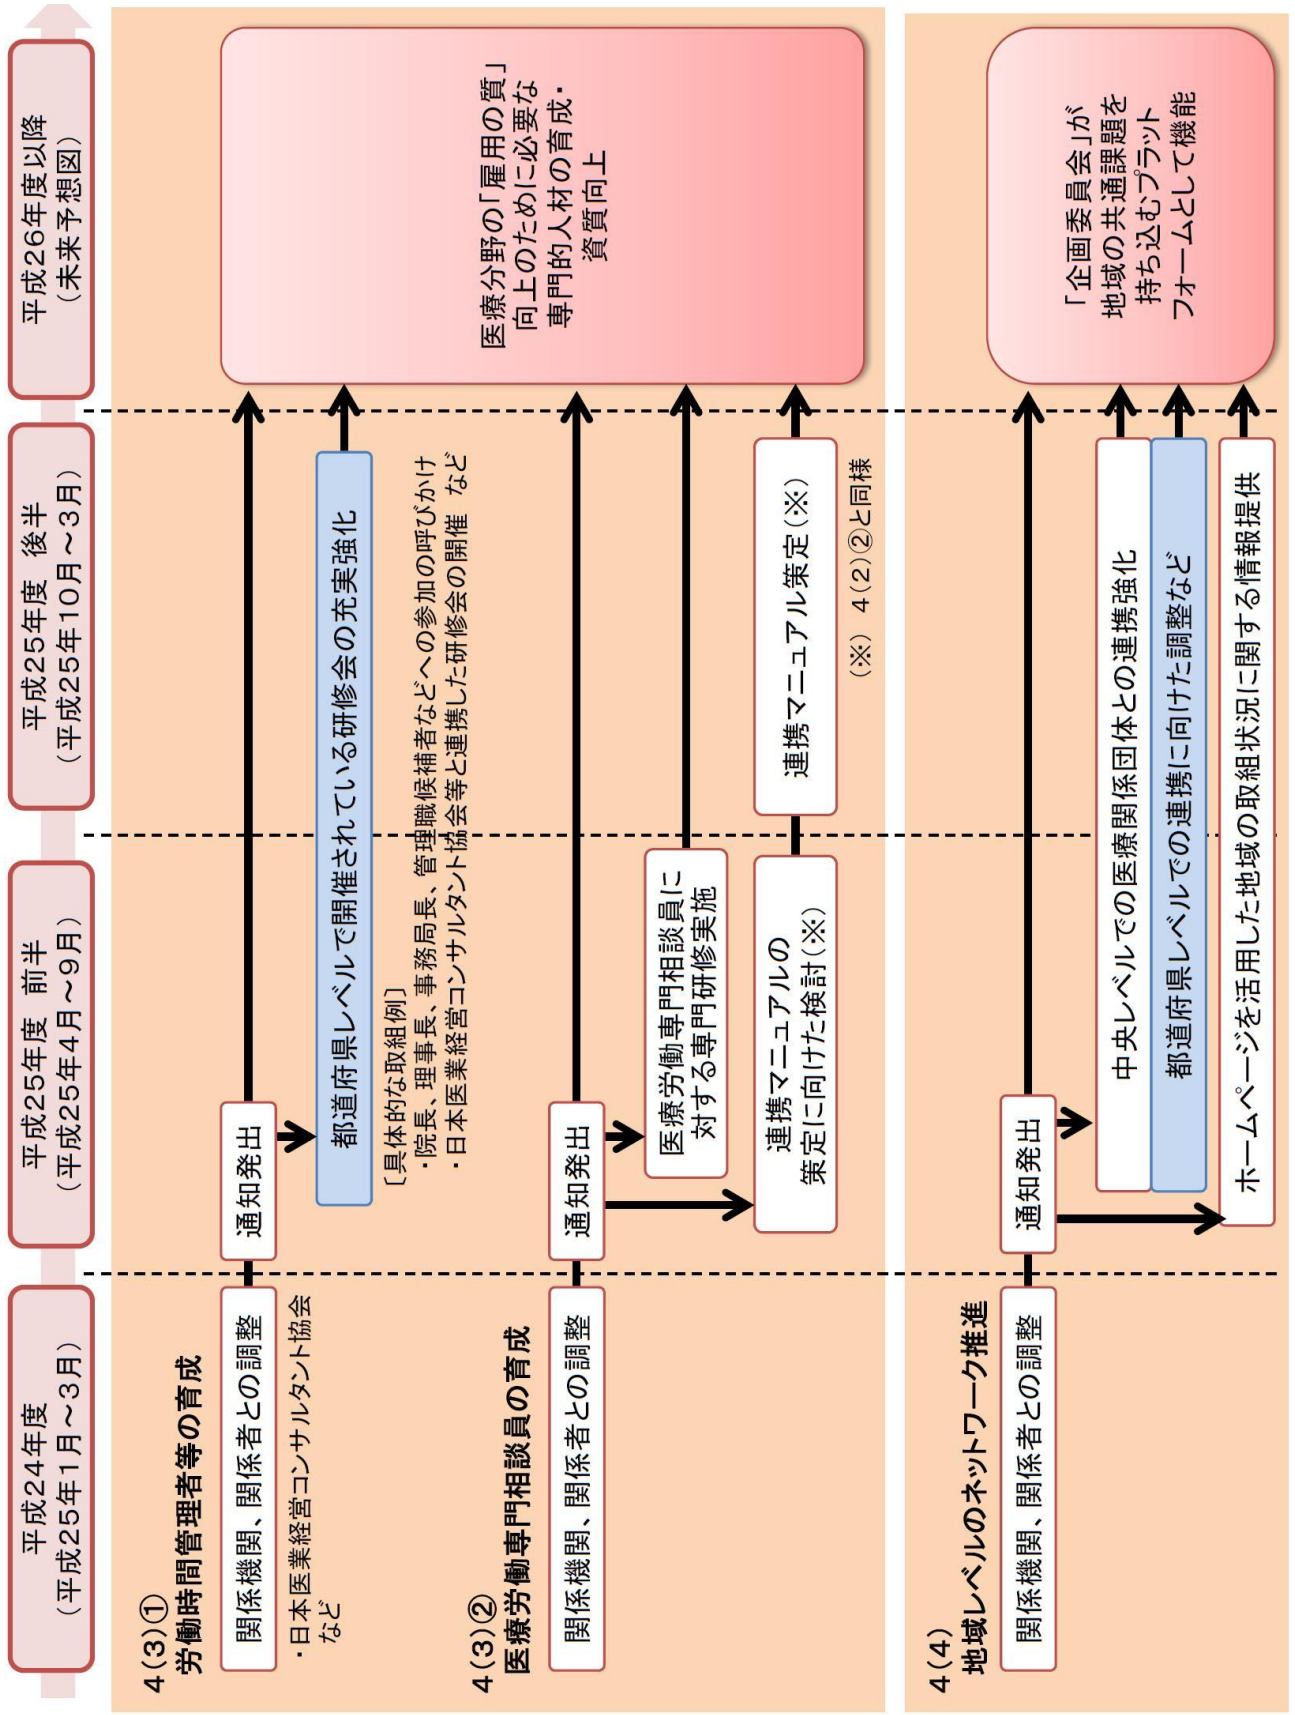 平成24年度
（平成25年1月～3月）
平成25年度 前半
（平成25年4月～9月）
平成25年度 後半
（平成25年10月～3月）
平成26年度以降
（未来予想図）
4（3）①
労働時間管理者等の育成
関係機関、関係者との調整
・日本医業経営コンサルタント協会
など
通知発出
都道府県レベルで開催されている研修会の充実強化
〔具体的な取組例〕
・院長、理事長、事務局長、管理職候補者などへの参加の呼びかけ
・日本医業経営コンサルタント協会等と連携した研修会の開催 など
4（3）②
医療労働専門相談員の育成
関係機関、関係者との調整
通知発出
医療労働専門相談員に
対する専門研修実施
連携マニュアルの
策定に向けた検討（※）
連携マニュアル策定（※）
（※） 4（2）②と同様
医療分野の「雇用の質」
向上のために必要な
専門的人材の育成・
資質向上
4（4）
地域レベルのネットワーク推進
関係機関、関係者との調整
通知発出
中央レベルでの医療関係団体との連携強化
都道府県レベルでの連携に向けた調整など
ホームページを活用した地域の取組状況に関する情報提供
「企画委員会」が
地域の共通課題を
持ち込むプラット
フォームとして機能